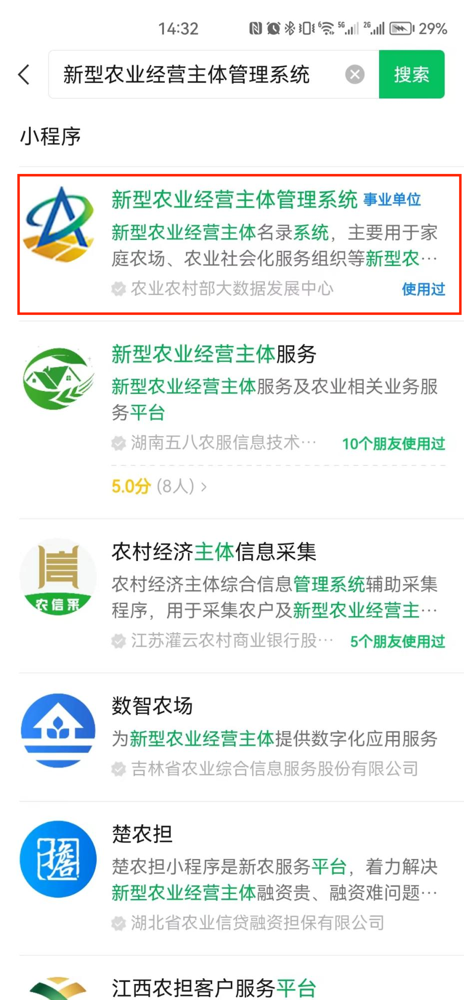 14:32 6 5G 2G 29%
新型农业经营主体管理系统 搜索
小程序
新型农业经营主体管理系统 事业单位
新型农业经营主体名录系统，主要用于家
庭农场、农业社会化服务组织等新型农…
农业农村部大数据发展中心 使用过
新型农业经营主体服务
新型农业经营主体服务及农业相关业务服
务平台
湖南五八农服信息技术… 10个朋友使用过
5.0分 (8人) >
农村经济主体信息采集
农村经济主体综合信息管理系统辅助采集
程序，用于采集农户及新型农业经营主…
农信采
江苏灌云农村商业银行股… 5个朋友使用过
数智农场
为新型农业经营主体提供数字化应用服务
吉林省农业综合信息服务股份有限公司
楚农担
担小程序是新农服务平台，着力解决
新型农业经营主体融资贵、融资难问题…
擔
湖北省农业信贷融资担保有限公司
江西农担客户服务平台